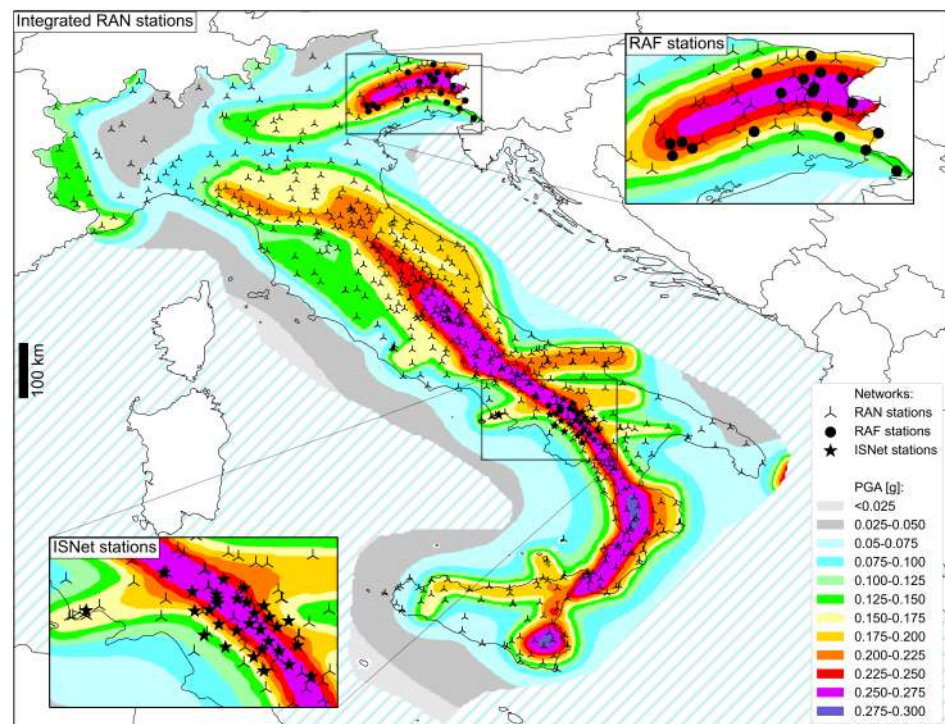 Integrated RAN stations
RAF stations
100 km
ISNet stations
Networks:
RAN stations
RAF stations
ISNet stations
PGA [g]:
<0.025
0.025-0.050
0.05-0.075
0.075-0.100
0.100-0.125
0.125-0.150
0.150-0.175
0.175-0.200
0.200-0.225
0.225-0.250
0.250-0.275
0.275-0.300